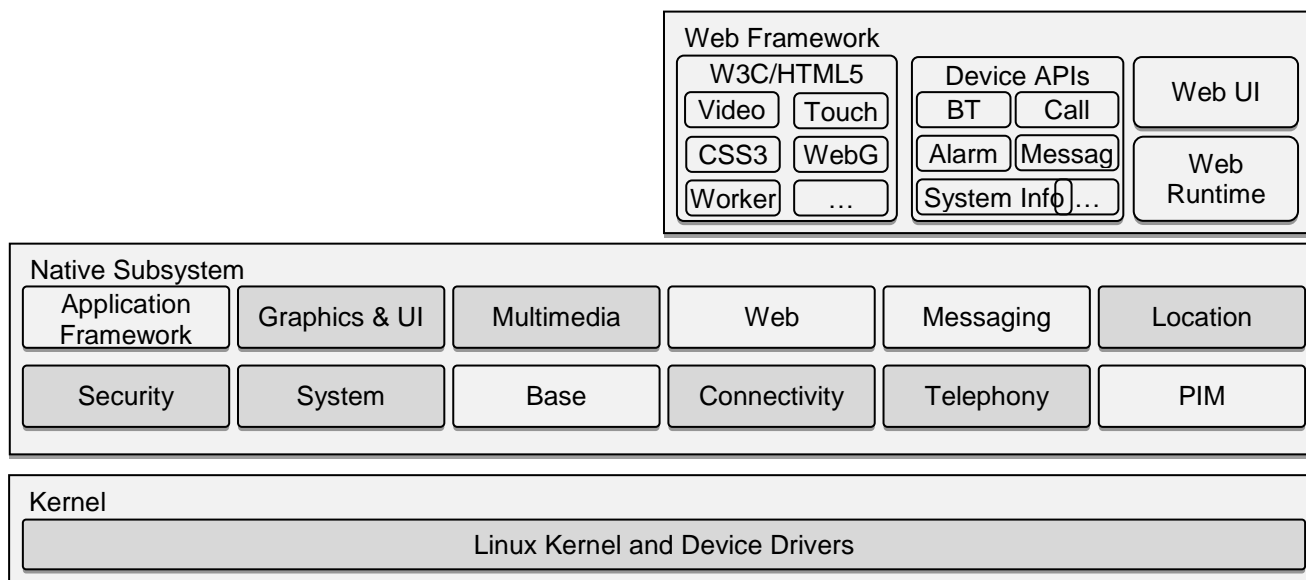 Web Framework
W3C/HTML5
Video
Touch
CSS3
WebG
Worker
…
Device APIs
BT
Call
Alarm
Messag
System Info
…
Web UI
Web
Runtime
Native Subsystem
Application
Framework
Graphics & UI
Multimedia
Web
Messaging
Location
Security
System
Base
Connectivity
Telephony
PIM
Kernel
Linux Kernel and Device Drivers